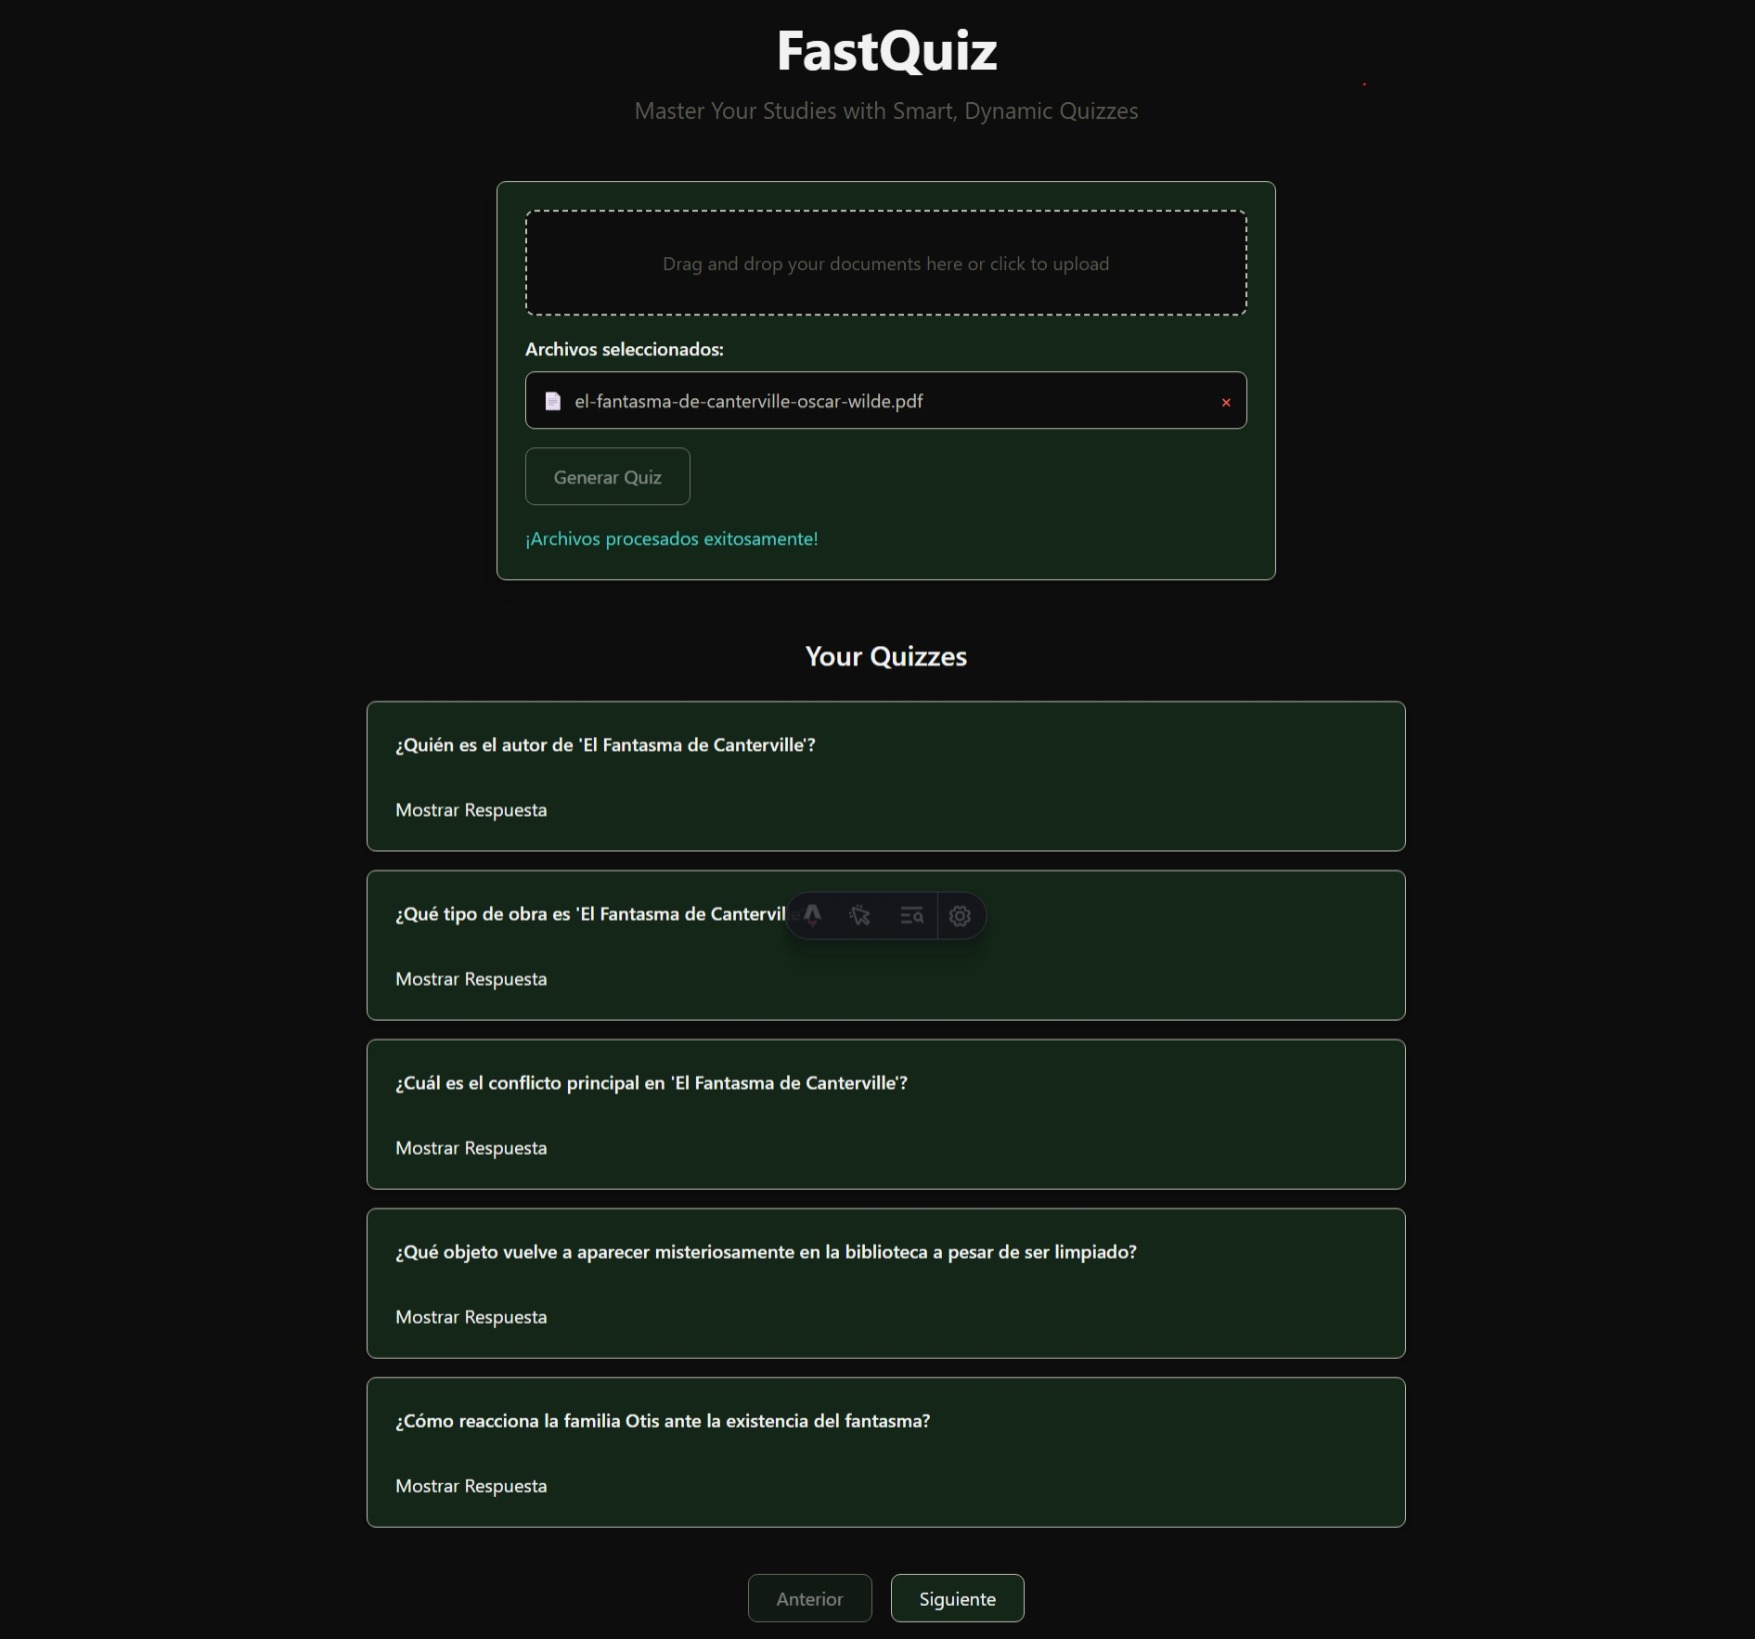 FastQuiz
Master Your Studies with Smart, Dynamic Quizzes
Drag and drop your documents here or click to upload
Archivos seleccionados:
el-fantasma-de-canterville-oscar-wilde.pdf
×
Generar Quiz
¡Archivos procesados exitosamente!
Your Quizzes
¿Quién es el autor de 'El Fantasma de Canterville'?
Mostrar Respuesta
¿Qué tipo de obra es 'El Fantasma de Canterville
Mostrar Respuesta
¿Cuál es el conflicto principal en 'El Fantasma de Canterville'?
Mostrar Respuesta
¿Qué objeto vuelve a aparecer misteriosamente en la biblioteca a pesar de ser limpiado?
Mostrar Respuesta
¿Cómo reacciona la familia Otis ante la existencia del fantasma?
Mostrar Respuesta
Anterior
Siguiente